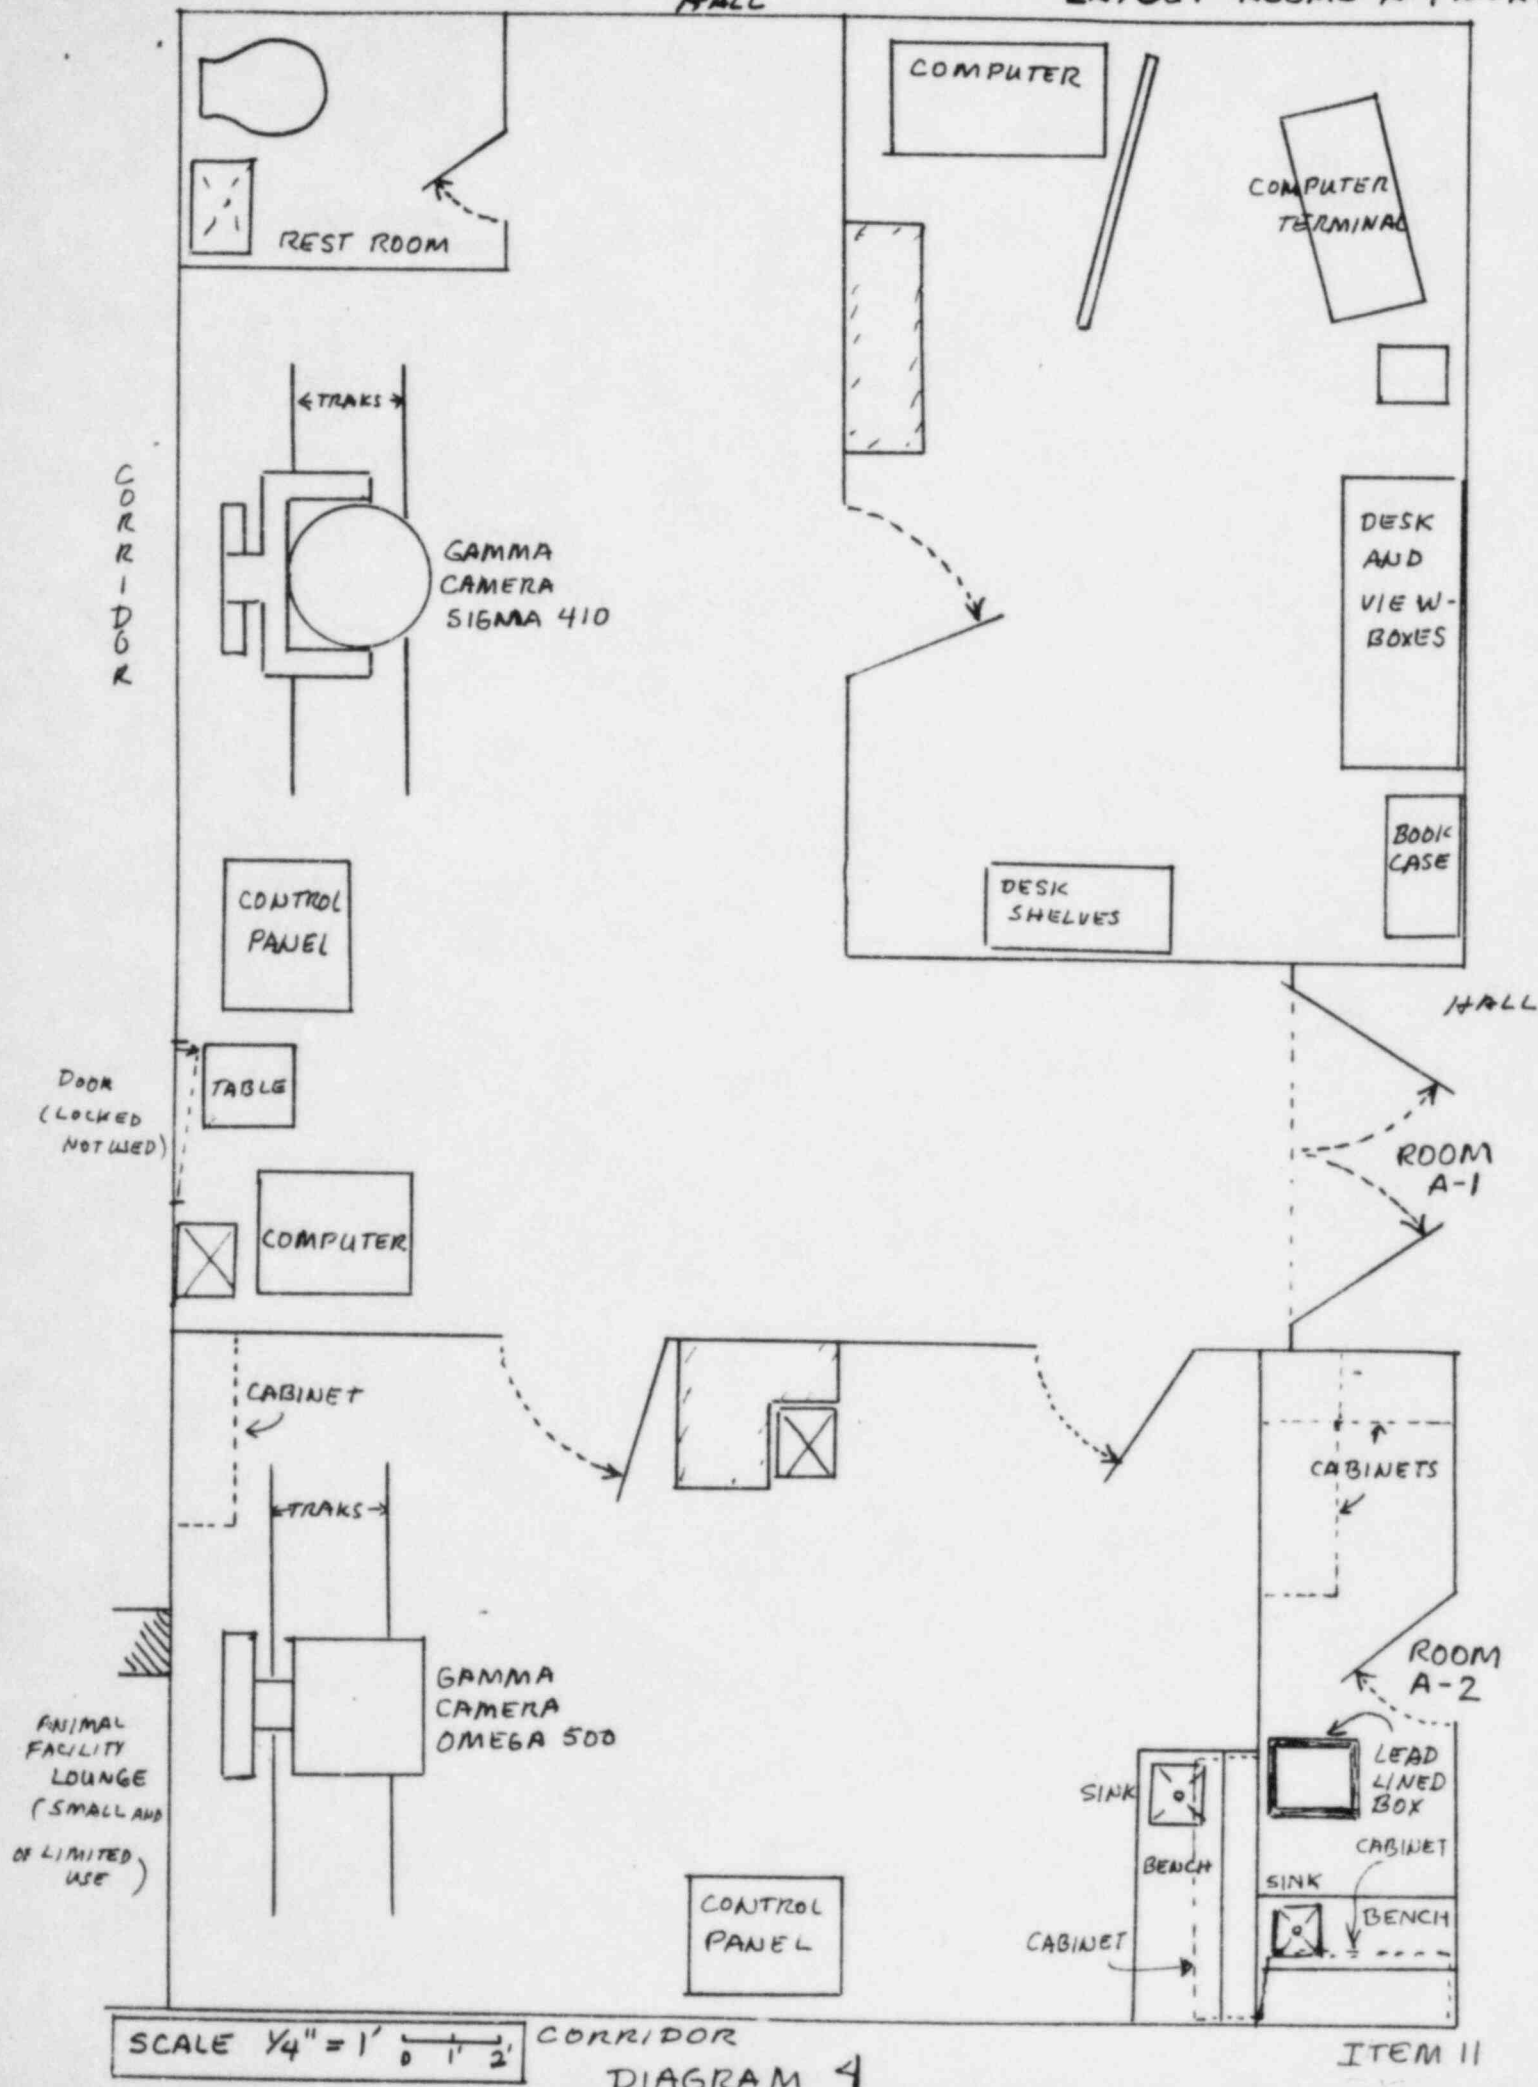 HALL
COMPUTER
COMPUTER
TERMINAL
REST ROOM
←TRAKS→
CORRIDOR
GAMMA
CAMERA
SIGMA 410
DESK
AND
VIEW-
BOXES
BOOK
CASE
CONTROL
PANEL
DESK
SHELVES
HALL
DOOR
(LOCKED
NOT USED)
TABLE
ROOM
A-1
COMPUTER
CABINET
CABINETS
←TRAKS→
GAMMA
CAMERA
OMEGA 500
ROOM
A-2
ANIMAL
FACILITY
LOUNGE
(SMALL AND
OF LIMITED
USE)
SINK
LEAD
LINED
BOX
BENCH
CABINET
SINK
BENCH
CONTROL
PANEL
CABINET
SCALE 1/4" = 1' 0 1' 2'
CORRIDOR
DIAGRAM 4
ITEM 11